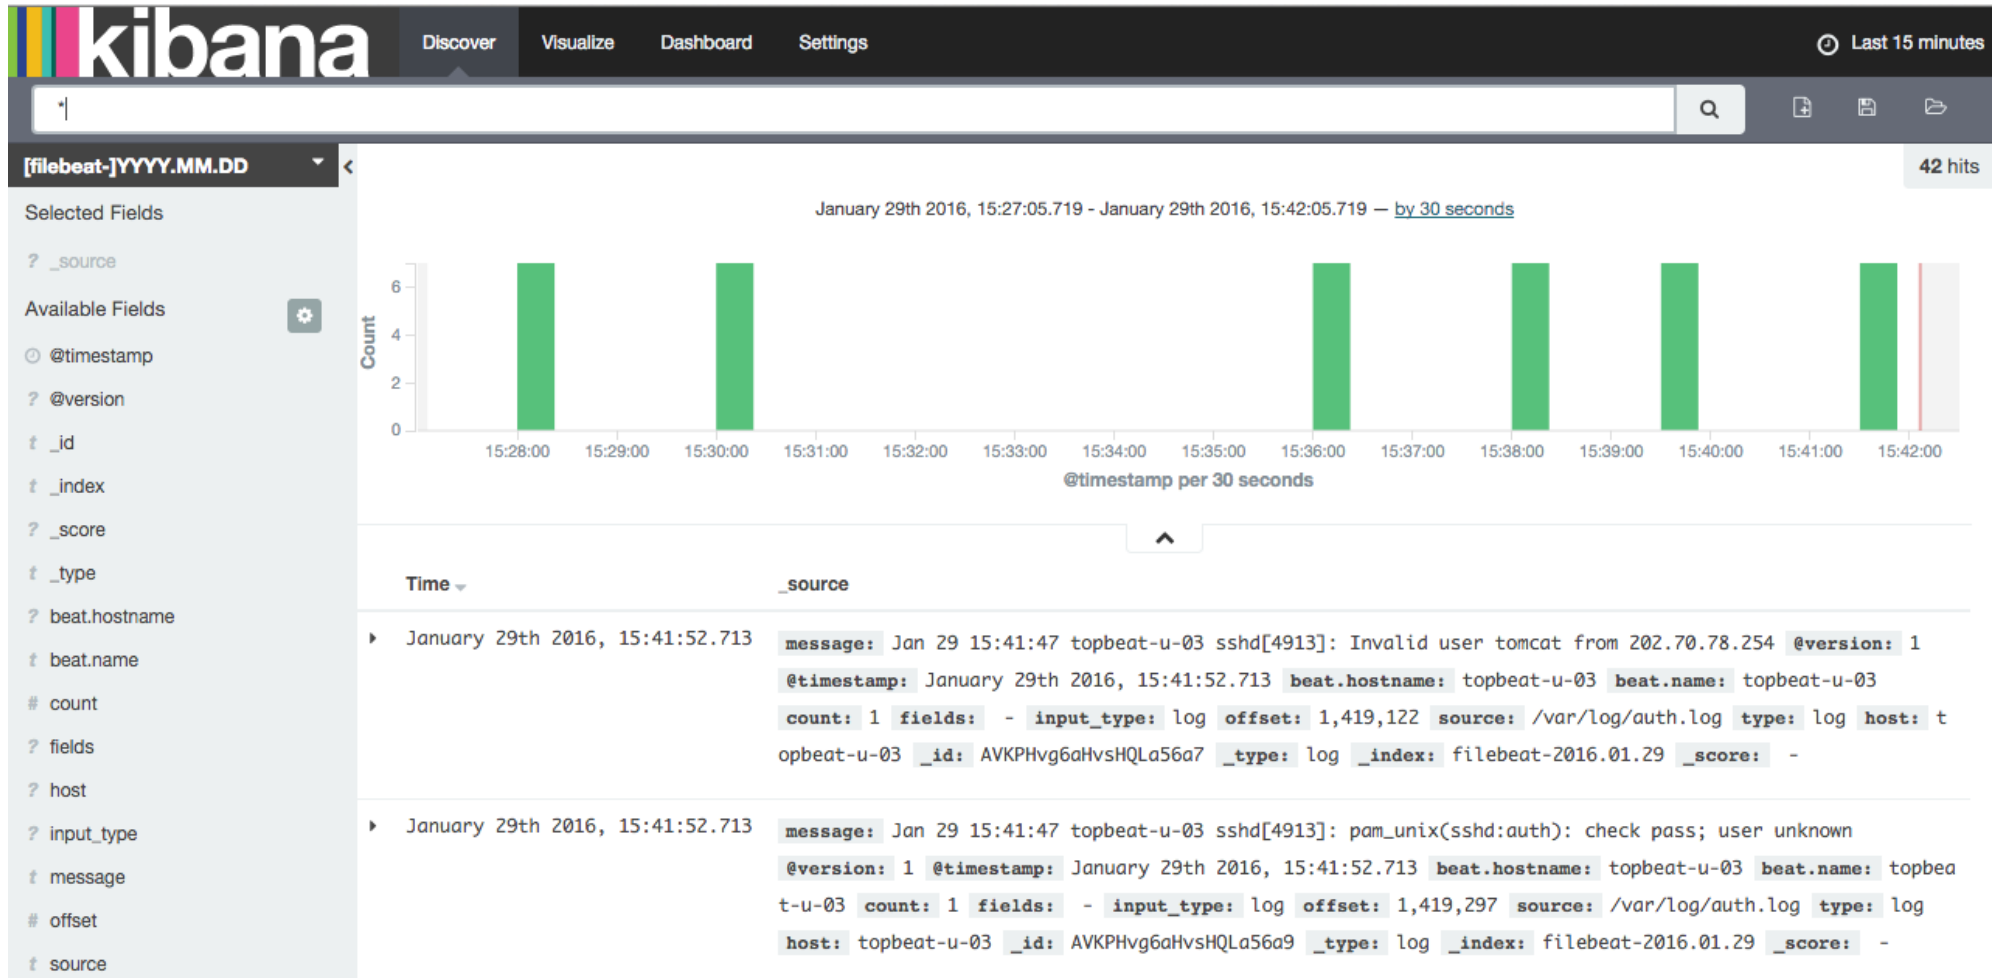 kibana Discover Visualize Dashboard Settings Last 15 minutes
*
[filebeat-]YYYY.MM.DD
42 hits
Selected Fields
? _source
Available Fields
@timestamp
? @version
t _id
t _index
? _score
t _type
? beat.hostname
t beat.name
# count
? fields
? host
? input_type
t message
# offset
t source
January 29th 2016, 15:27:05.719 - January 29th 2016, 15:42:05.719 — by 30 seconds
Count
6
4
2
0
15:28:00 15:29:00 15:30:00 15:31:00 15:32:00 15:33:00 15:34:00 15:35:00 15:36:00 15:37:00 15:38:00 15:39:00 15:40:00 15:41:00 15:42:00
@timestamp per 30 seconds
Time _source
January 29th 2016, 15:41:52.713 message: Jan 29 15:41:47 topbeat-u-03 sshd[4913]: Invalid user tomcat from 202.70.78.254 @version: 1
@timestamp: January 29th 2016, 15:41:52.713 beat.hostname: topbeat-u-03 beat.name: topbeat-u-03
count: 1 fields: - input_type: log offset: 1,419,122 source: /var/log/auth.log type: log host: t
opbeat-u-03 _id: AVKPHvg6aHvsHQLa56a7 _type: log _index: filebeat-2016.01.29 _score: -
January 29th 2016, 15:41:52.713 message: Jan 29 15:41:47 topbeat-u-03 sshd[4913]: pam_unix(sshd:auth): check pass; user unknown
@version: 1 @timestamp: January 29th 2016, 15:41:52.713 beat.hostname: topbeat-u-03 beat.name: topbea
t-u-03 count: 1 fields: - input_type: log offset: 1,419,297 source: /var/log/auth.log type: log
host: topbeat-u-03 _id: AVKPHvg6aHvsHQLa56a9 _type: log _index: filebeat-2016.01.29 _score: -